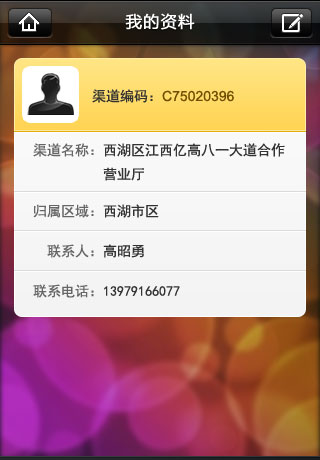 我的资料
渠道编码：C75020396
渠道名称：西湖区江西亿高八一大道合作
营业厅
归属区域：西湖市区
联系人：高昭勇
联系电话：13979166077